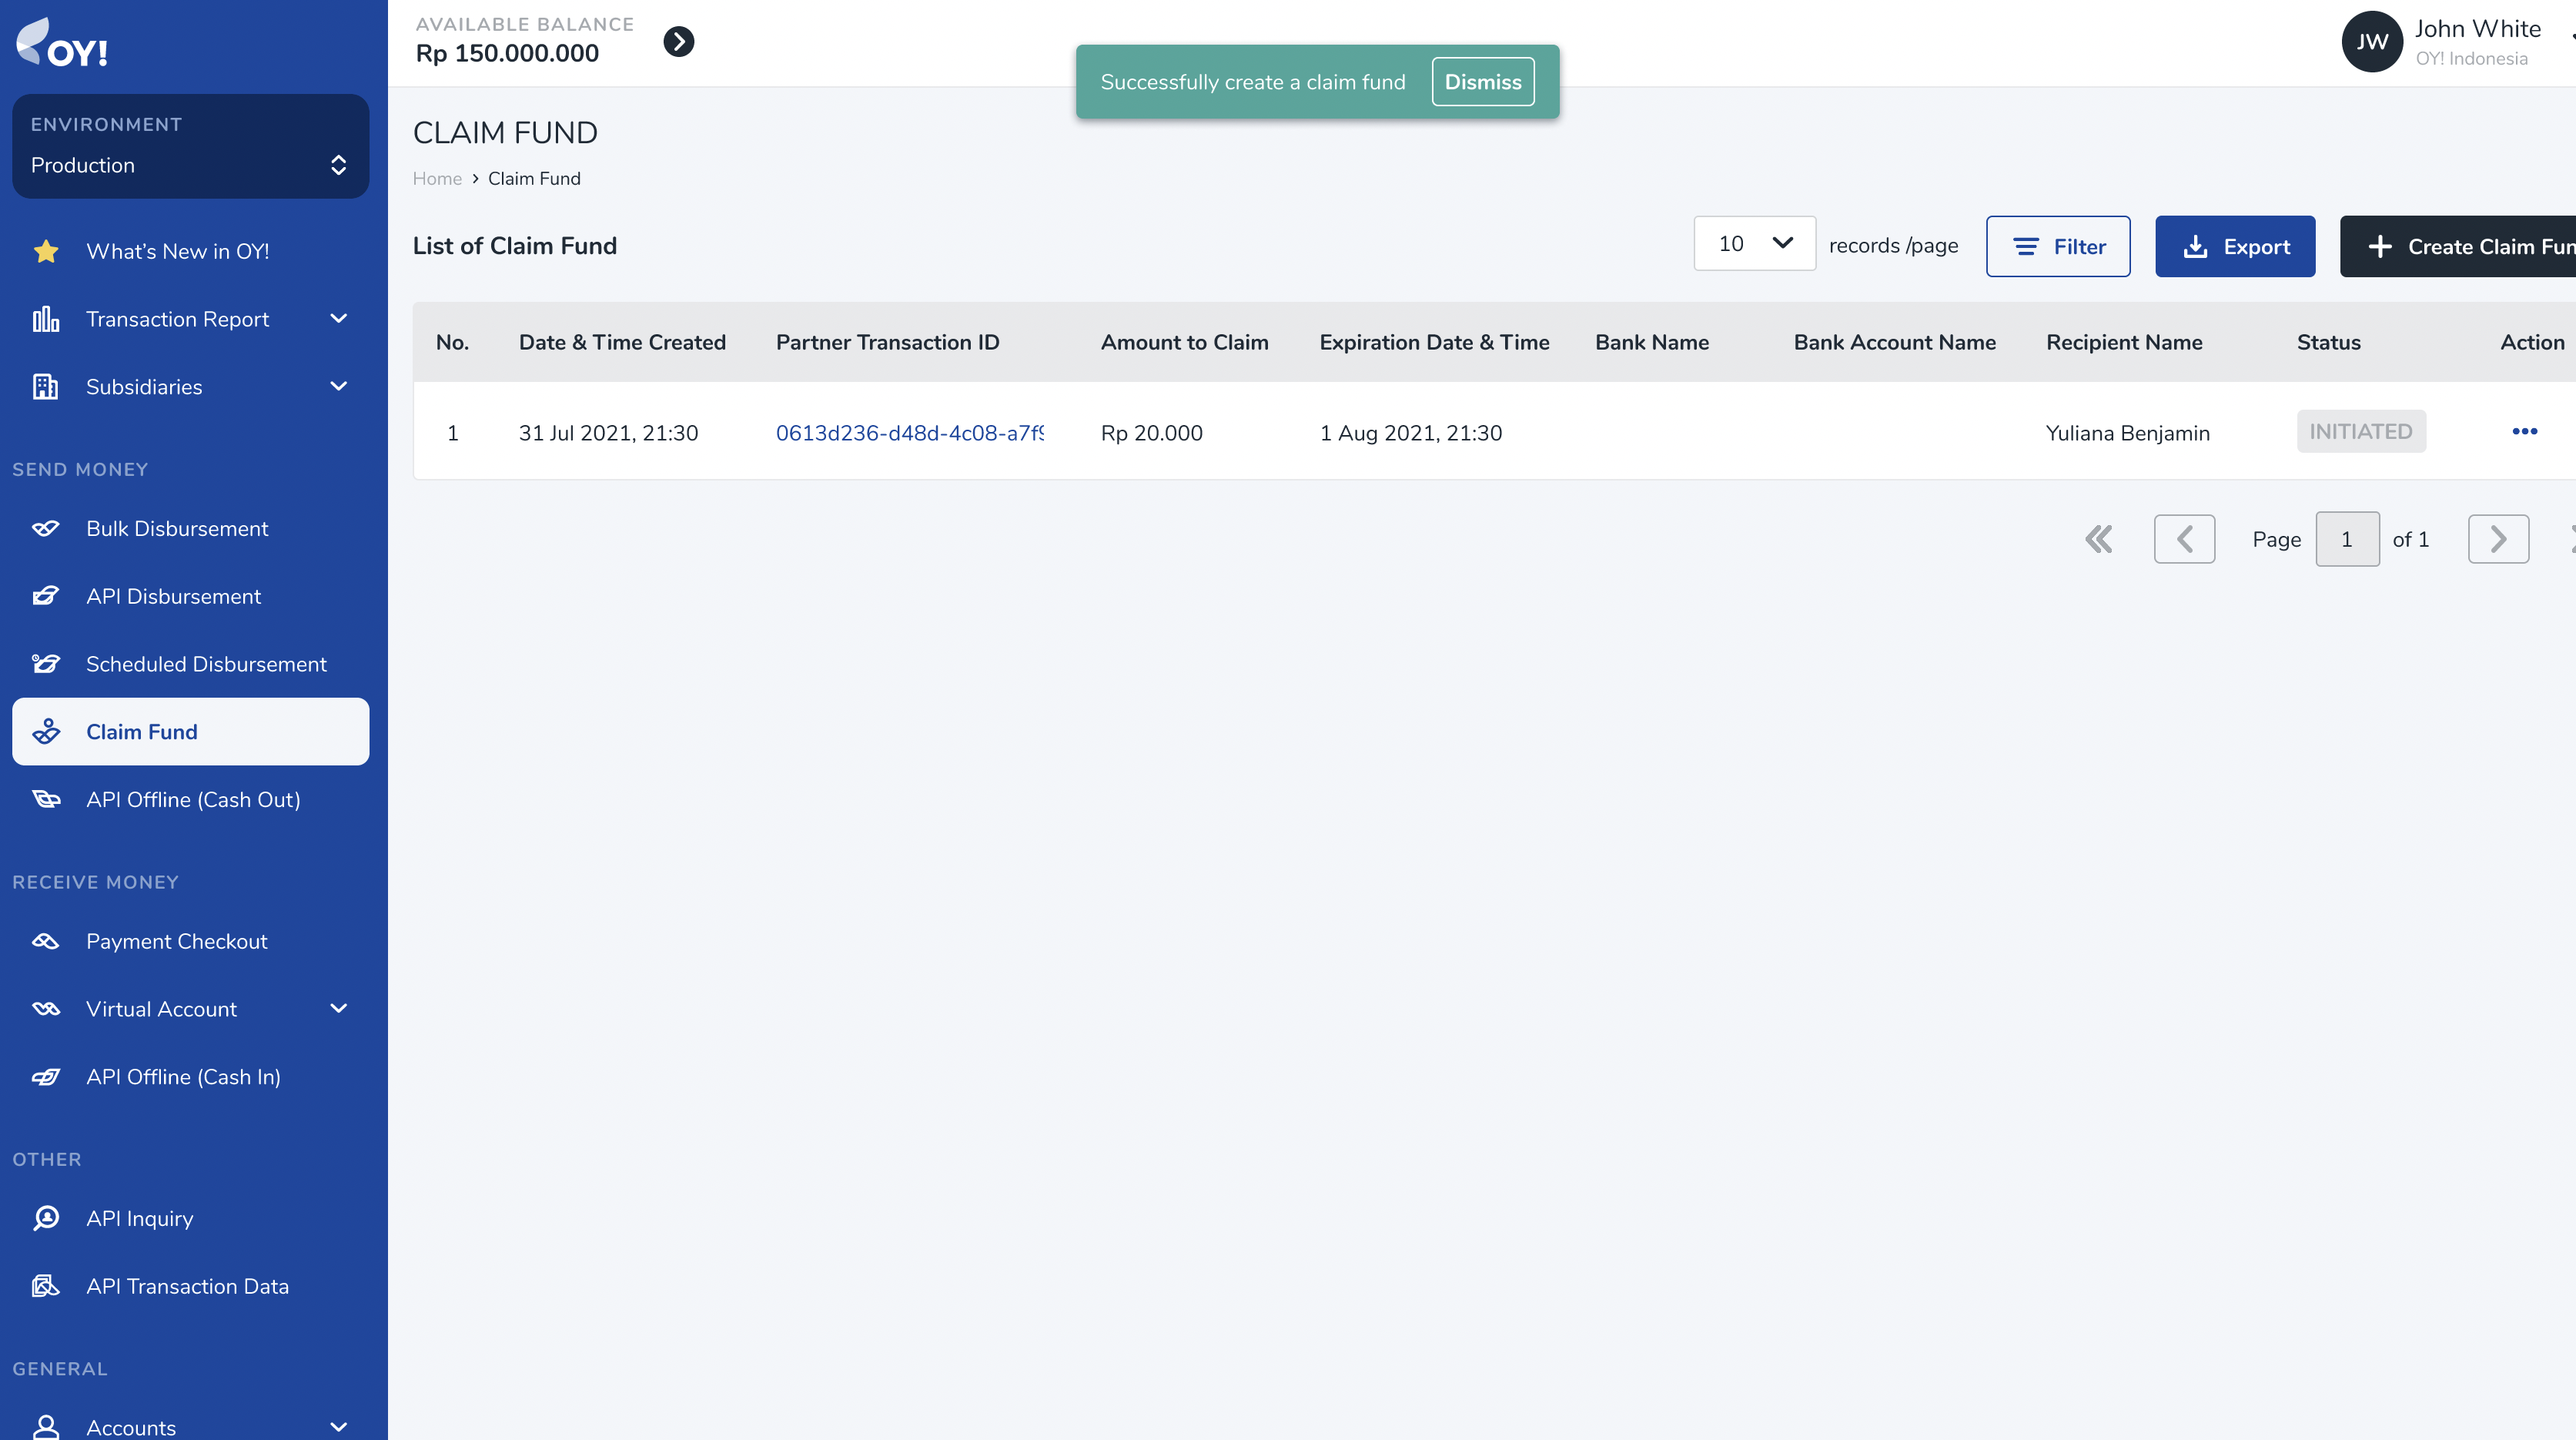 OY!
AVAILABLE BALANCE
Rp 150.000.000
Successfully create a claim fund Dismiss
JW
John White
OY! Indonesia
ENVIRONMENT
Production
What's New in OY!
Transaction Report
Subsidiaries
SEND MONEY
Bulk Disbursement
API Disbursement
Scheduled Disbursement
Claim Fund
API Offline (Cash Out)
RECEIVE MONEY
Payment Checkout
Virtual Account
API Offline (Cash In)
OTHER
API Inquiry
API Transaction Data
GENERAL
Accounts
CLAIM FUND
Home > Claim Fund
List of Claim Fund
10 records /page Filter Export + Create Claim Fun
No. Date & Time Created Partner Transaction ID Amount to Claim Expiration Date & Time Bank Name Bank Account Name Recipient Name Status Action
1 31 Jul 2021, 21:30 0613d236-d48d-4c08-a7f9 Rp 20.000 1 Aug 2021, 21:30 Yuliana Benjamin INITIATED •••
Page 1 of 1